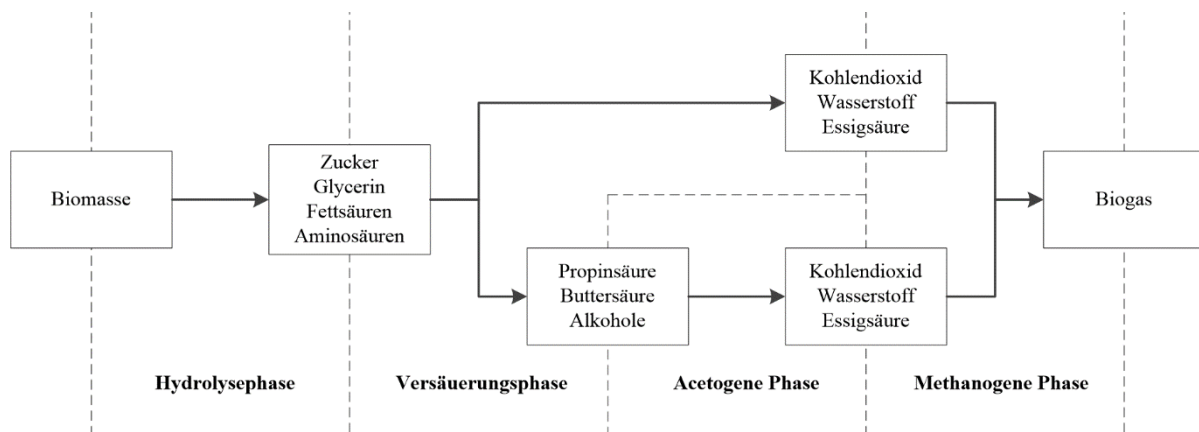 Biomasse
Zucker
Glycerin
Fettsäuren
Aminosäuren
Kohlendioxid
Wasserstoff
Essigsäure
Propinsäure
Buttersäure
Alkohole
Kohlendioxid
Wasserstoff
Essigsäure
Biogas
Hydrolysephase
Versäuerungsphase
Acetogene Phase
Methanogene Phase